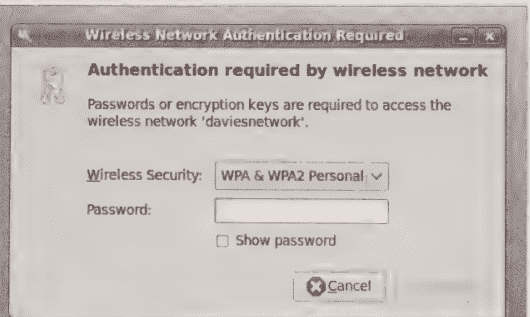 Wireless Network Authentication Required
Authentication required by wireless network
Passwords or encryption keys are required to access the
wireless network 'daviesnetwork'.
Wireless Security: WPA & WPA2 Personal
Password:
Show password
Cancel